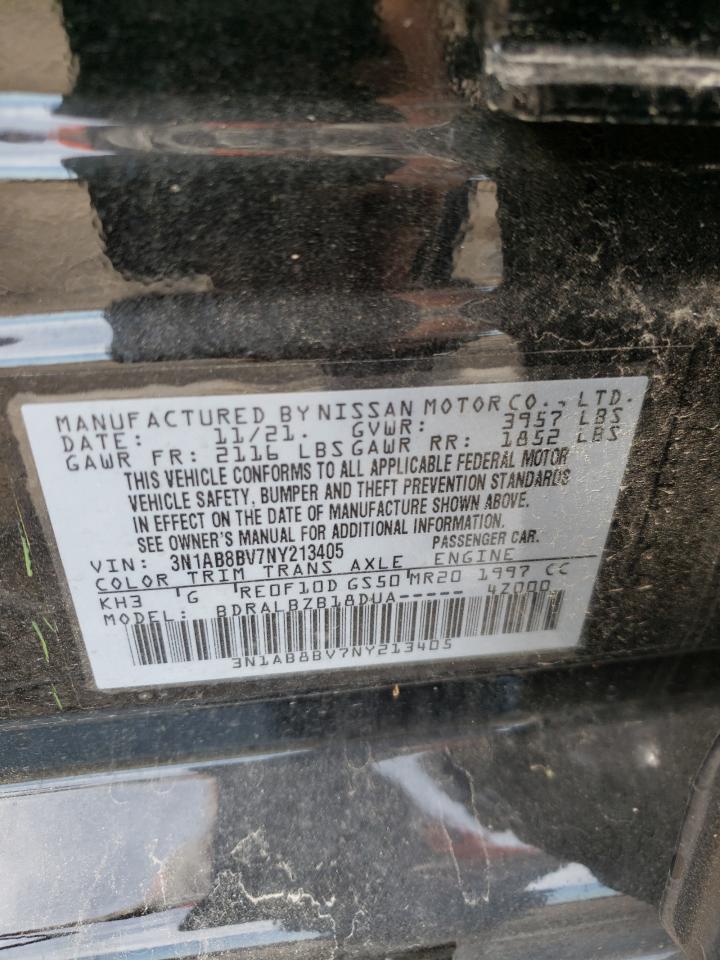 MANUFACTURED BY NISSAN MOTOR CO., LTD.
DATE: 11/21. GVWR: 3957 LBS
GAWR FR: 2116 LBS GAWR RR: 1852 LBS
THIS VEHICLE CONFORMS TO ALL APPLICABLE FEDERAL MOTOR
VEHICLE SAFETY, BUMPER AND THEFT PREVENTION STANDARDS
IN EFFECT ON THE DATE OF MANUFACTURE SHOWN ABOVE.
SEE OWNER'S MANUAL FOR ADDITIONAL INFORMATION.
VIN: 3N1AB8BV7NY213405 PASSENGER CAR.
COLOR TRIM TRANS AXLE ENGINE
KH3 G RE0F10D GS50 MR20 1997 CC
MODEL: BDRALBZB18DUA----- 42000
3N1AB8BV7NY213405